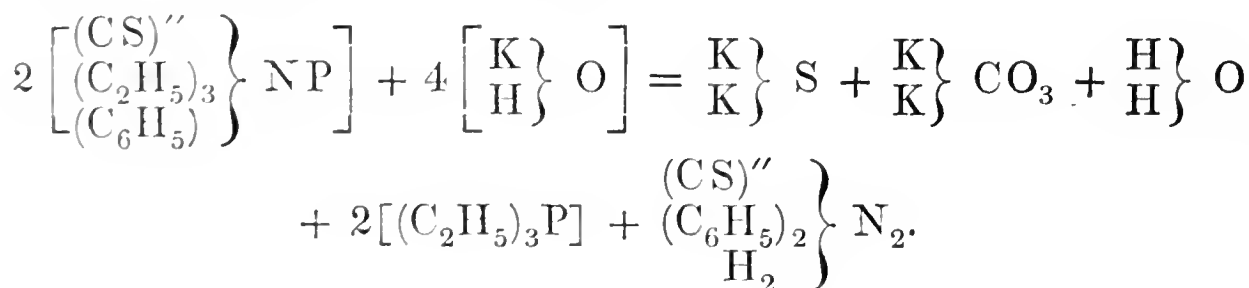 2 [(CS)″ (C₂H₅)₃ (C₆H₅)} NP] + 4 [K H} O] = K K} S + K K} CO₃ + H H} O
+ 2[(C₂H₅)₃P] + (CS)″ (C₆H₅)₂ H₂} N₂.